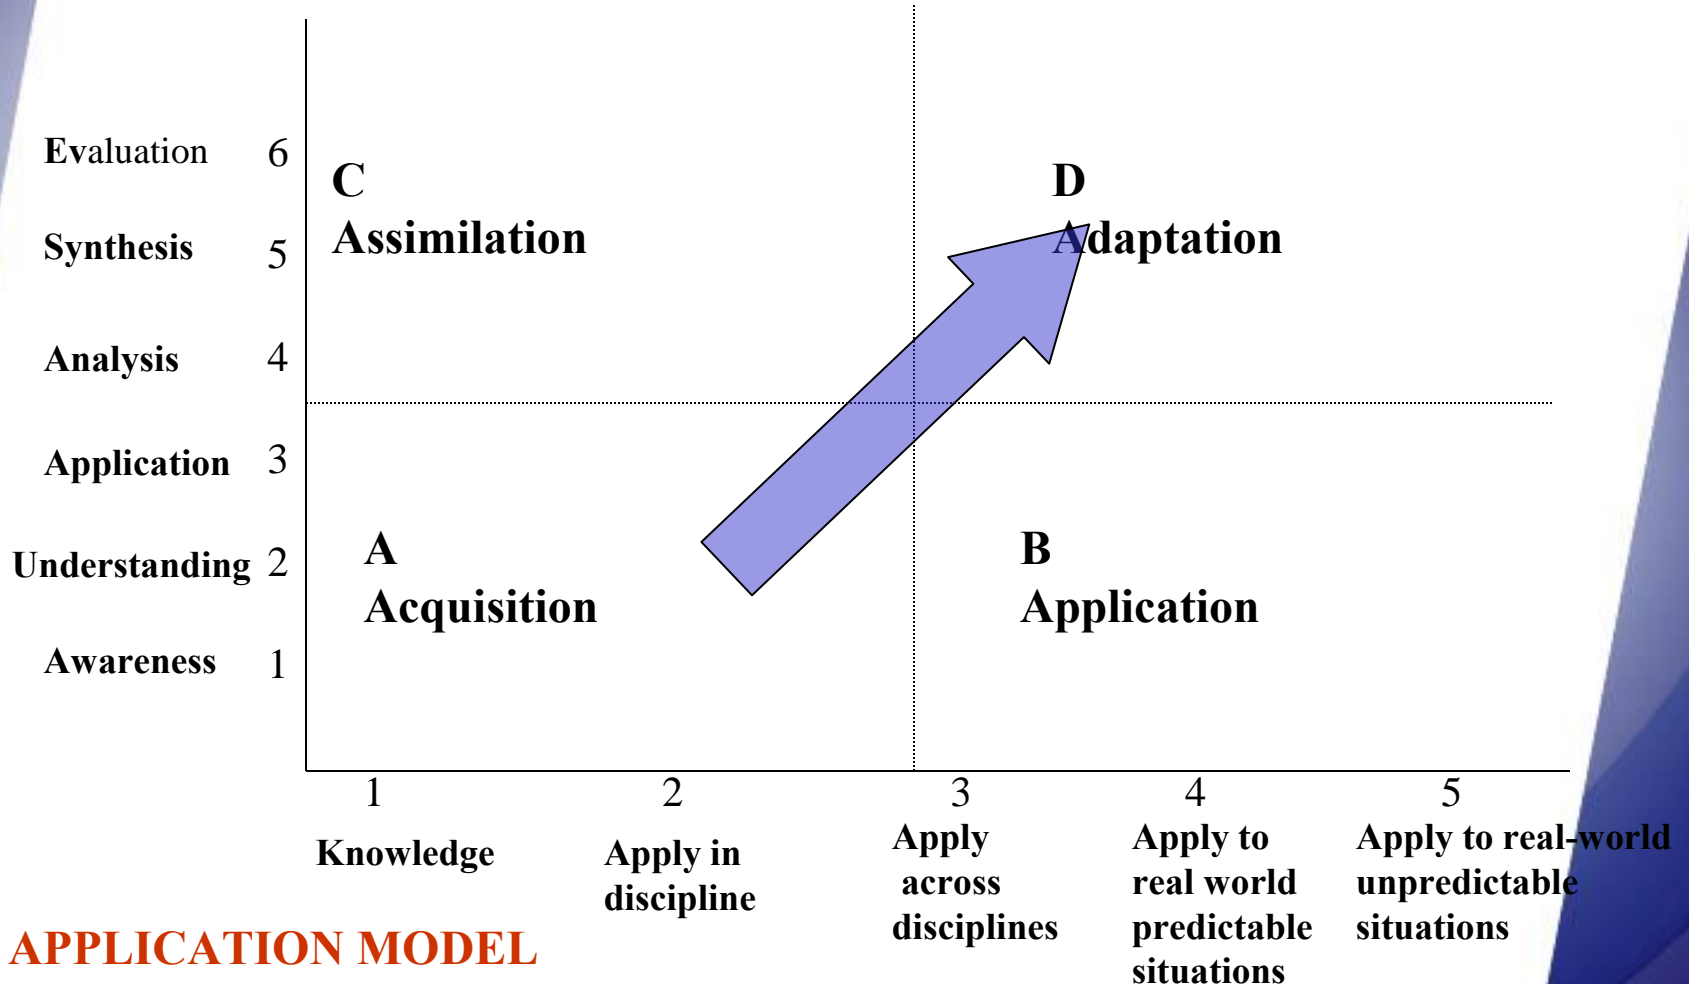 Evaluation 6
C
D
Synthesis 5
Assimilation
Adaptation
Analysis 4
Application 3
A
B
Understanding 2
Acquisition
Application
Awareness 1
1 2 3 4 5
Knowledge
Apply in
discipline
Apply
across
disciplines
Apply to
real world
predictable
situations
Apply to real-world
unpredictable
situations
APPLICATION MODEL